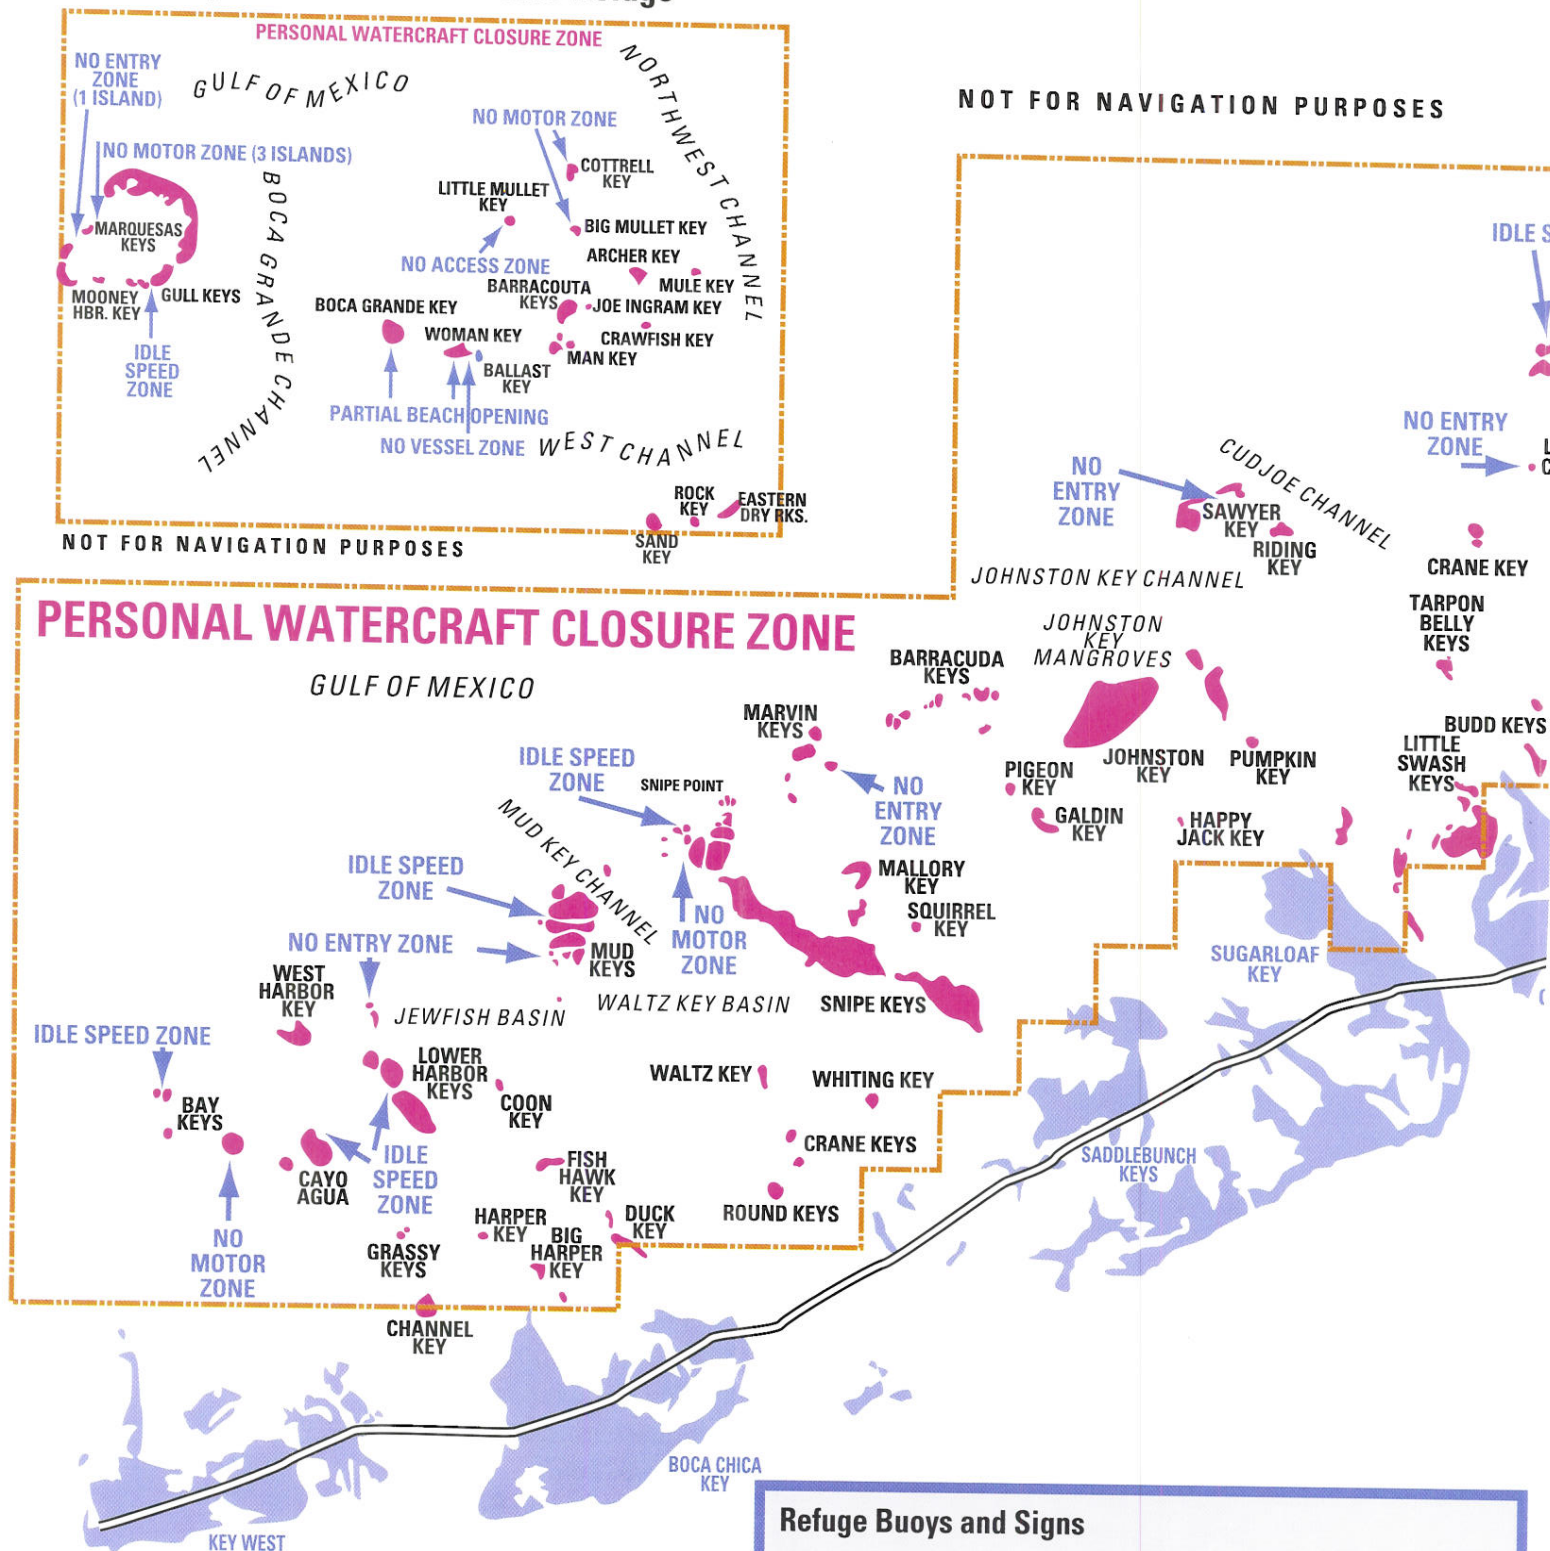 PERSONAL WATERCRAFT CLOSURE ZONE
NO ENTRY
ZONE
(1 ISLAND)
GULF OF MEXICO
NORTHWEST CHANNEL
NO MOTOR ZONE
NO MOTOR ZONE (3 ISLANDS)
COTTRELL
KEY
LITTLE MULLET
KEY
BOCA GRANDE CHANNEL
MARQUESAS
KEYS
BIG MULLET KEY
NO ACCESS ZONE
ARCHER KEY
MULE KEY
BARRACOUTA
KEYS
JOE INGRAM KEY
MOONEY
HBR. KEY
GULL KEYS
BOCA GRANDE KEY
WOMAN KEY
CRAWFISH KEY
MAN KEY
BALLAST
KEY
IDLE
SPEED
ZONE
PARTIAL BEACH OPENING
NO VESSEL ZONE
WEST CHANNEL
ROCK
KEY
EASTERN
DRY RKS.
SAND
KEY
NOT FOR NAVIGATION PURPOSES
NOT FOR NAVIGATION PURPOSES
IDLE S
NO ENTRY
ZONE
L
C
NO
ENTRY
ZONE
CUDJOE CHANNEL
SAWYER
KEY
RIDING
KEY
CRANE KEY
JOHNSTON KEY CHANNEL
TARPON
BELLY
KEYS
PERSONAL WATERCRAFT CLOSURE ZONE
GULF OF MEXICO
JOHNSTON
KEY
MANGROVES
BARRACUDA
KEYS
MARVIN
KEYS
BUDD KEYS
LITTLE
SWASH
KEYS
IDLE SPEED
ZONE
SNIPE POINT
PIGEON
KEY
JOHNSTON
KEY
PUMPKIN
KEY
NO
ENTRY
ZONE
GALDIN
KEY
HAPPY
JACK KEY
MUD KEY CHANNEL
IDLE SPEED
ZONE
MALLORY
KEY
SQUIRREL
KEY
NO
MOTOR
ZONE
NO ENTRY ZONE
MUD
KEYS
SUGARLOAF
KEY
WEST
HARBOR
KEY
JEWFISH BASIN
WALTZ KEY BASIN
SNIPE KEYS
IDLE SPEED ZONE
LOWER
HARBOR
KEYS
WALTZ KEY
WHITING KEY
BAY
KEYS
COON
KEY
CRANE KEYS
SADDLEBUNCH
KEYS
CAYO
AGUA
IDLE
SPEED
ZONE
FISH
HAWK
KEY
ROUND KEYS
DUCK
KEY
HARPER
KEY
BIG
HARPER
KEY
NO
MOTOR
ZONE
GRASSY
KEYS
CHANNEL
KEY
BOCA CHICA
KEY
KEY WEST
Refuge Buoys and Signs